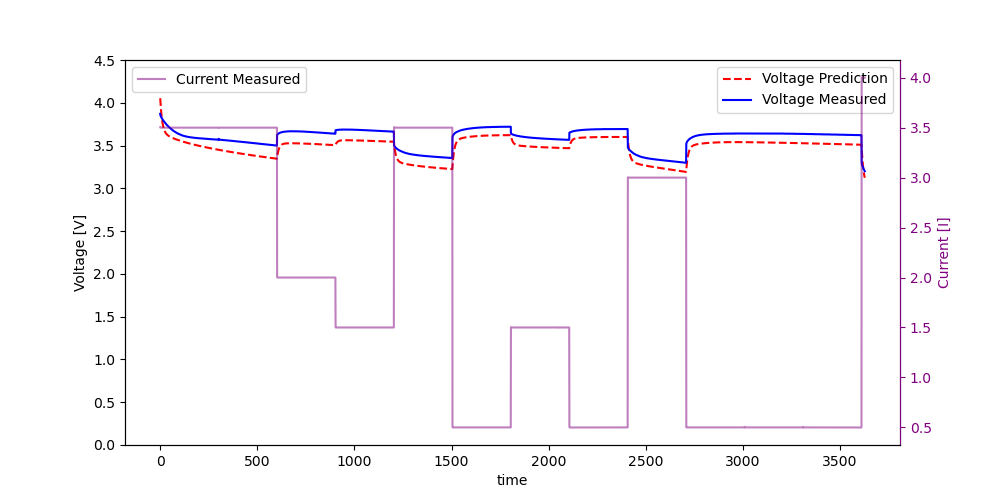 Current Measured
Voltage Prediction
Voltage Measured
Voltage [V]
4.5
4.0
3.5
3.0
2.5
2.0
1.5
1.0
0.5
0.0
4.0
3.5
3.0
2.5
2.0
1.5
1.0
0.5
Current [I]
0 500 1000 1500 2000 2500 3000 3500
time